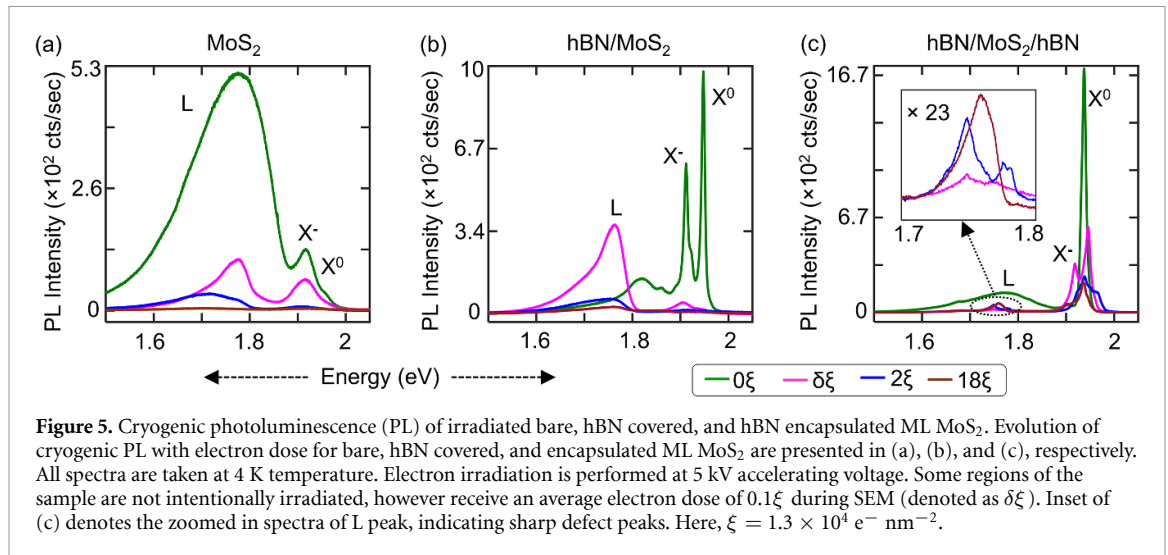 (a) MoS₂
5.3
2.6
0
PL Intensity (×10² cts/sec)
L
X⁻
X⁰
1.6 1.8 2
(b) hBN/MoS₂
10
6.7
3.4
0
PL Intensity (×10² cts/sec)
L
X⁻
X⁰
1.6 1.8 2
(c) hBN/MoS₂/hBN
16.7
6.7
0
PL Intensity (×10² cts/sec)
× 23
1.7 1.8
L
X⁻
X⁰
1.6 1.8 2
Energy (eV)
0ξ δξ 2ξ 18ξ
Figure 5. Cryogenic photoluminescence (PL) of irradiated bare, hBN covered, and hBN encapsulated ML MoS₂. Evolution of
cryogenic PL with electron dose for bare, hBN covered, and encapsulated ML MoS₂ are presented in (a), (b), and (c), respectively.
All spectra are taken at 4 K temperature. Electron irradiation is performed at 5 kV accelerating voltage. Some regions of the
sample are not intentionally irradiated, however receive an average electron dose of 0.1ξ during SEM (denoted as δξ). Inset of
(c) denotes the zoomed in spectra of L peak, indicating sharp defect peaks. Here, ξ = 1.3 × 10⁴ e⁻ nm⁻².